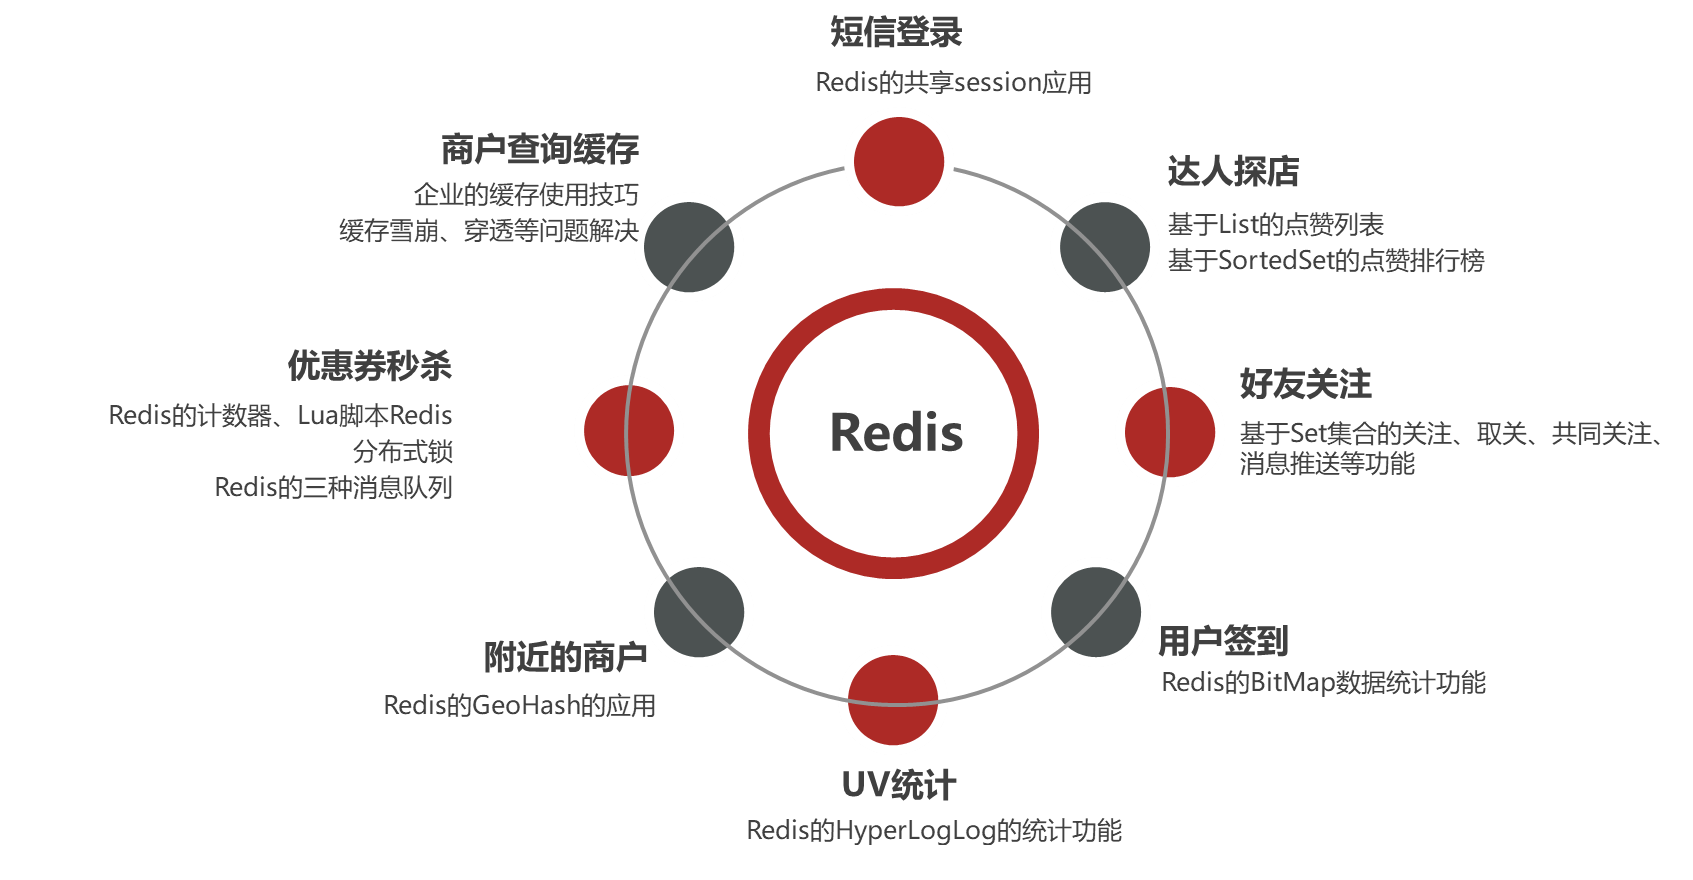 短信登录
Redis的共享session应用
商户查询缓存
企业的缓存使用技巧
缓存雪崩、穿透等问题解决
达人探店
基于List的点赞列表
基于SortedSet的点赞排行榜
优惠券秒杀
Redis的计数器、Lua脚本Redis
分布式锁
Redis的三种消息队列
Redis
好友关注
基于Set集合的关注、取关、共同关注、
消息推送等功能
附近的商户
Redis的GeoHash的应用
用户签到
Redis的BitMap数据统计功能
UV统计
Redis的HyperLogLog的统计功能